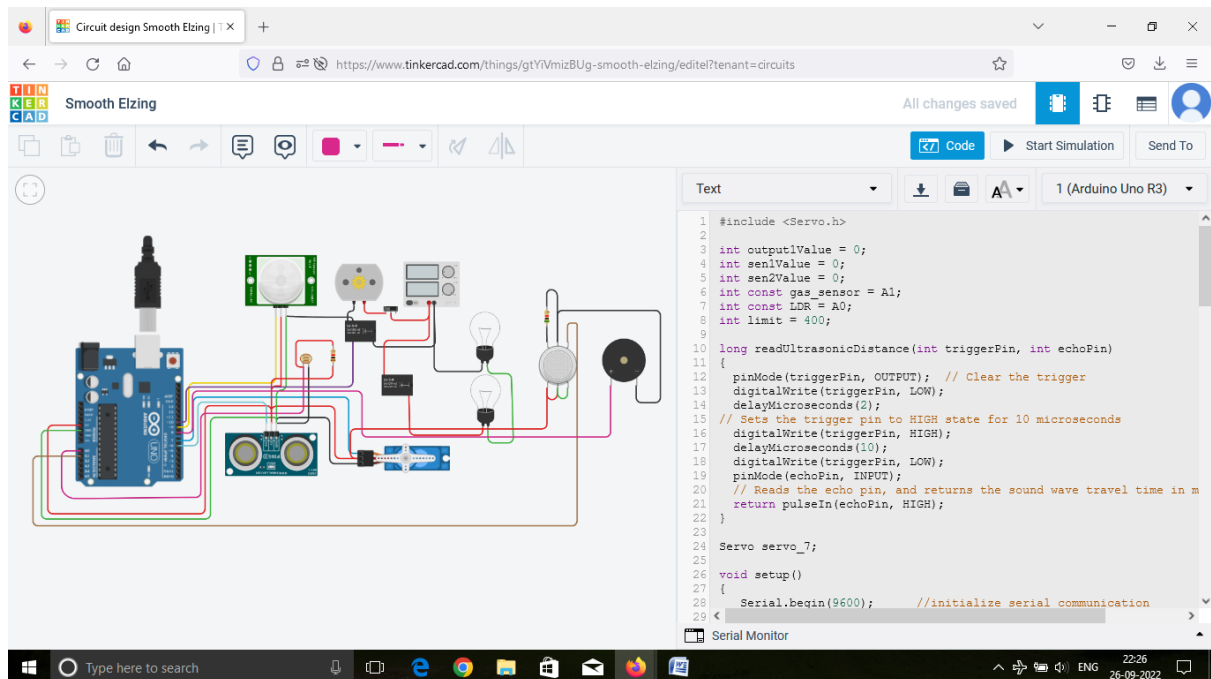 Circuit design Smooth Elzing | T
https://www.tinkercad.com/things/gtYiVmizBUg-smooth-elzing/editel?tenant=circuits
TIN
KER
CAD
Smooth Elzing
All changes saved
Code
Start Simulation
Send To
Text
1 (Arduino Uno R3)
1 #include <Servo.h>
2
3 int output1Value = 0;
4 int sen1Value = 0;
5 int sen2Value = 0;
6 int const gas_sensor = A1;
7 int const LDR = A0;
8 int limit = 400;
9
10 long readUltrasonicDistance(int triggerPin, int echoPin)
11 {
12 pinMode(triggerPin, OUTPUT); // Clear the trigger
13 digitalWrite(triggerPin, LOW);
14 delayMicroseconds(2);
15 // Sets the trigger pin to HIGH state for 10 microseconds
16 digitalWrite(triggerPin, HIGH);
17 delayMicroseconds(10);
18 digitalWrite(triggerPin, LOW);
19 pinMode(echoPin, INPUT);
20 // Reads the echo pin, and returns the sound wave travel time in m
21 return pulseIn(echoPin, HIGH);
22 }
23
24 Servo servo_7;
25
26 void setup()
27 {
28 Serial.begin(9600); //initialize serial communication
29
Serial Monitor
UNO
Type here to search
ENG
22:26
26-09-2022